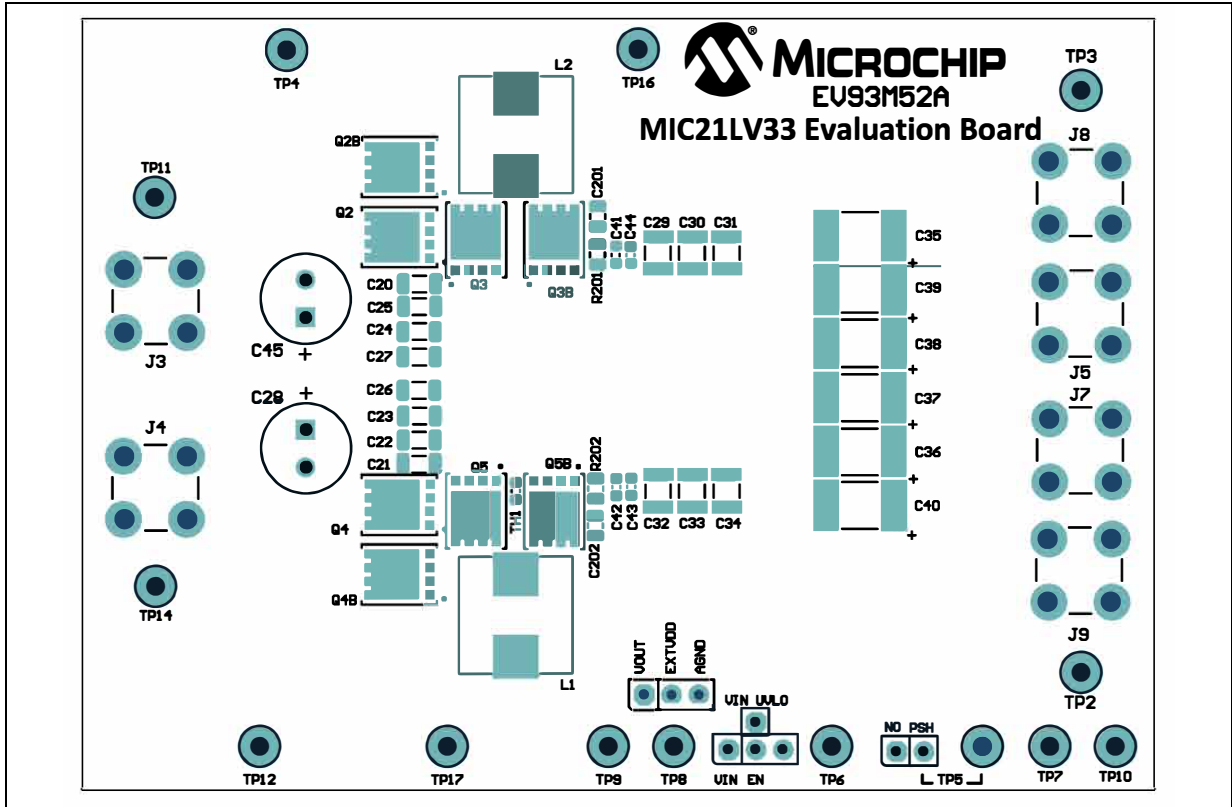 TP4
L2
TP16
®
MICROCHIP
EV93M52A
MIC21LV33 Evaluation Board
TP3
J8
Q2B
TP11
Q2
C201
C41
C44
C29 C30 C31
C35
+
C20
Q3
Q3B
R201
C39
C25
+
C24
C38
J3
C45 +
C27
J5
+
C28 +
C26
C37
J7
J4
C23
+
C22
C36
C21
Q5
Q5B
R202
+
TH1
C42
C43
C32 C33 C34
C40
Q4
+
C202
TP14
Q4B
J9
L1
VOUT
EXTVDD
AGND
TP2
VIN UVLO
NO PSH
TP12
TP17
TP9
TP8
VIN EN
TP6
TP5
TP7
TP10